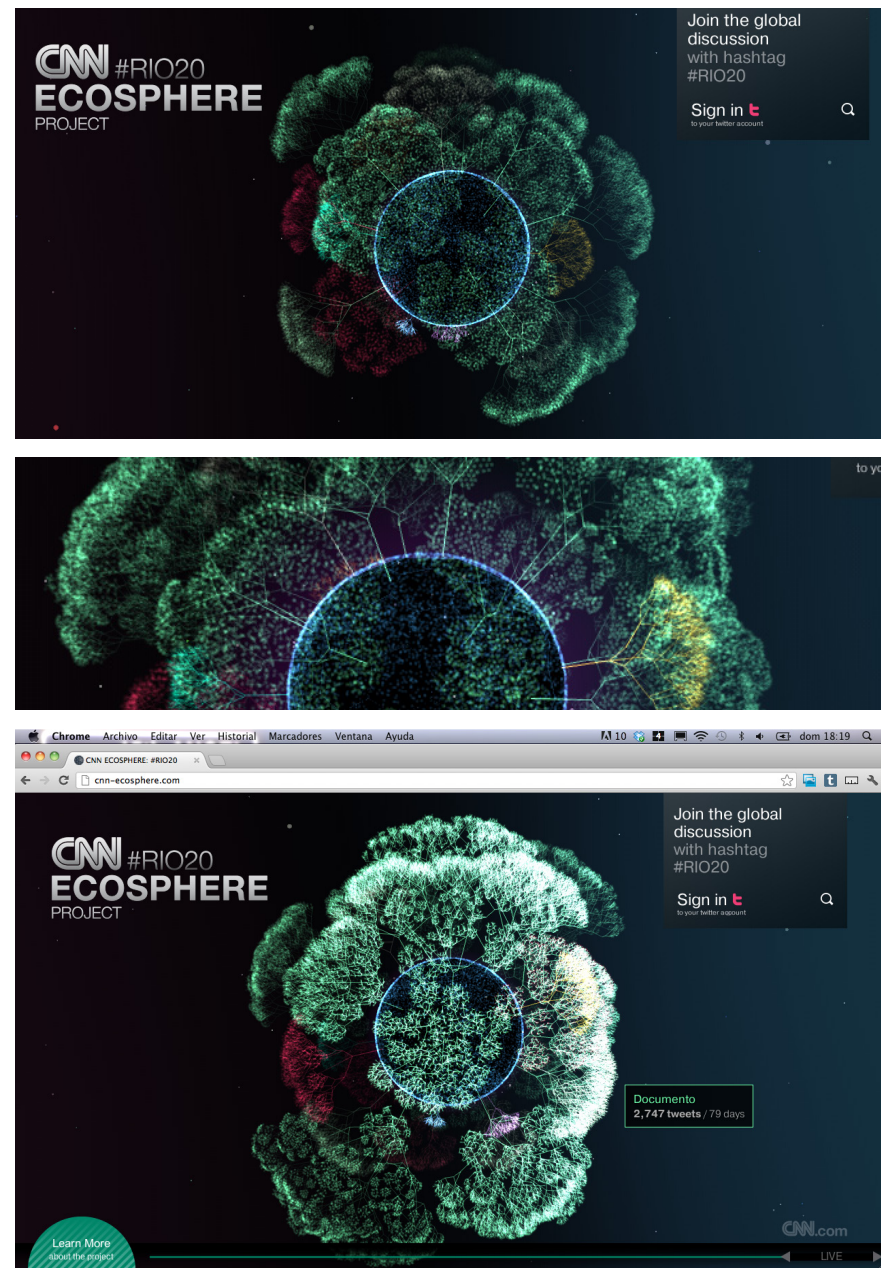 CNN #RIO20
ECOSPHERE
PROJECT
Join the global
discussion
with hashtag
#RIO20
Sign in
to your twitter account
to yo
Chrome Archivo Editar Ver Historial Marcadores Ventana Ayuda
10
4
dom 18:19
CNN ECOSPHERE: #RIO20
cnn-ecosphere.com
CNN #RIO20
ECOSPHERE
PROJECT
Join the global
discussion
with hashtag
#RIO20
Sign in
to your twitter account
Documento
2,747 tweets / 79 days
CNN.com
Learn More
about the project
LIVE